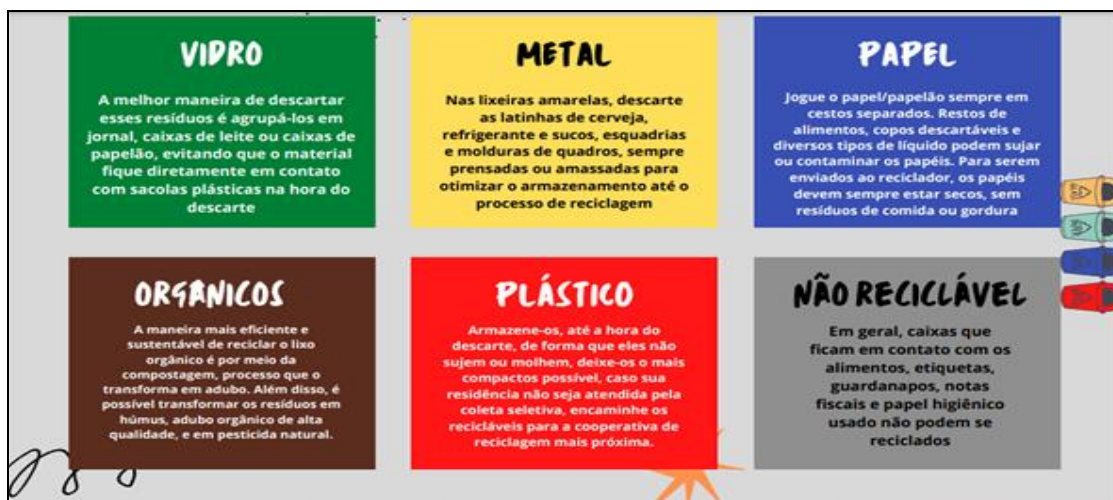 VIDRO
A melhor maneira de descartar
esses resíduos é agrupá-los em
jornal, caixas de leite ou caixas de
papelão, evitando que o material
fique diretamente em contato
com sacolas plásticas na hora do
descarte
METAL
Nas lixeiras amarelas, descarte
as latinhas de cerveja,
refrigerante e sucos, esquadrias
e molduras de quadros, sempre
prensadas ou amassadas para
otimizar o armazenamento até o
processo de reciclagem
PAPEL
Jogue o papel/papelão sempre em
cestos separados. Restos de
alimentos, copos descartáveis e
diversos tipos de líquido podem sujar
ou contaminar os papéis. Para serem
enviados ao reciclador, os papéis
devem sempre estar secos, sem
resíduos de comida ou gordura
ORGÂNICOS
A maneira mais eficiente e
sustentável de reciclar o lixo
orgânico é por meio da
compostagem, processo que o
transforma em adubo. Além disso, é
possível transformar os resíduos em
húmus, adubo orgânico de alta
qualidade, e em pesticida natural.
PLÁSTICO
Armazene-os, até a hora do
descarte, de forma que eles não
sujem ou molhem, deixe-os o mais
compactos possível, caso sua
residência não seja atendida pela
coleta seletiva, encaminhe os
recicláveis para a cooperativa de
reciclagem mais próxima.
NÃO RECICLÁVEL
Em geral, caixas que
ficam em contato com os
alimentos, etiquetas,
guardanapos, notas
fiscais e papel higiênico
usado não podem se
reciclados